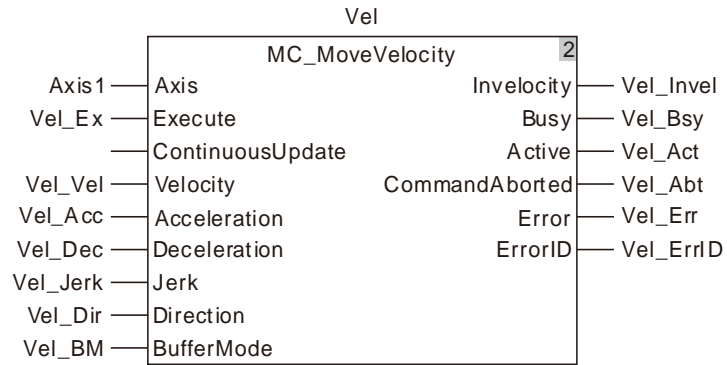 Vel
MC_MoveVelocity 2
Axis1 Axis Invelocity Vel_Invel
Vel_Ex Execute Busy Vel_Bsy
ContinuousUpdate Active Vel_Act
Vel_Vel Velocity CommandAborted Vel_Abt
Vel_Acc Acceleration Error Vel_Err
Vel_Dec Deceleration ErrorID Vel_ErrID
Vel_Jerk Jerk
Vel_Dir Direction
Vel_BM BufferMode